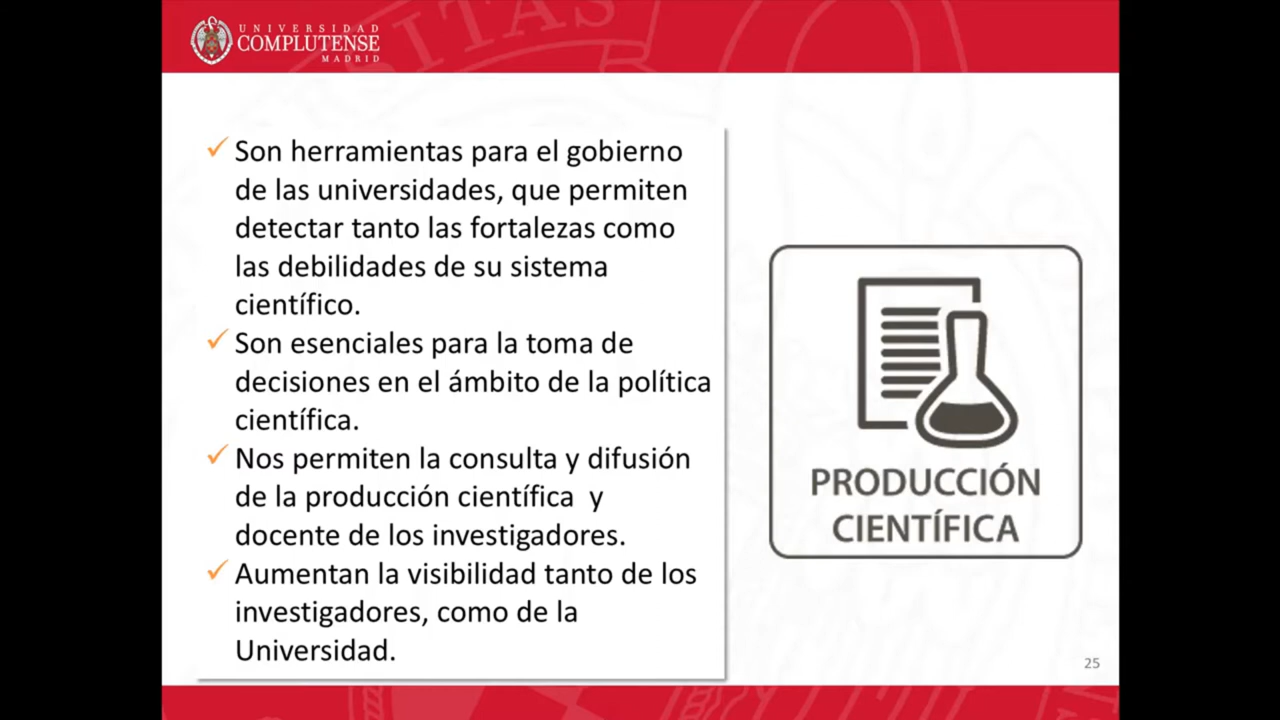 UNIVERSIDAD
COMPLUTENSE
MADRID
Son herramientas para el gobierno
de las universidades, que permiten
detectar tanto las fortalezas como
las debilidades de su sistema
científico.
Son esenciales para la toma de
decisiones en el ámbito de la política
científica.
Nos permiten la consulta y difusión
de la producción científica y
docente de los investigadores.
Aumentan la visibilidad tanto de los
investigadores, como de la
Universidad.
PRODUCCIÓN
CIENTÍFICA
25